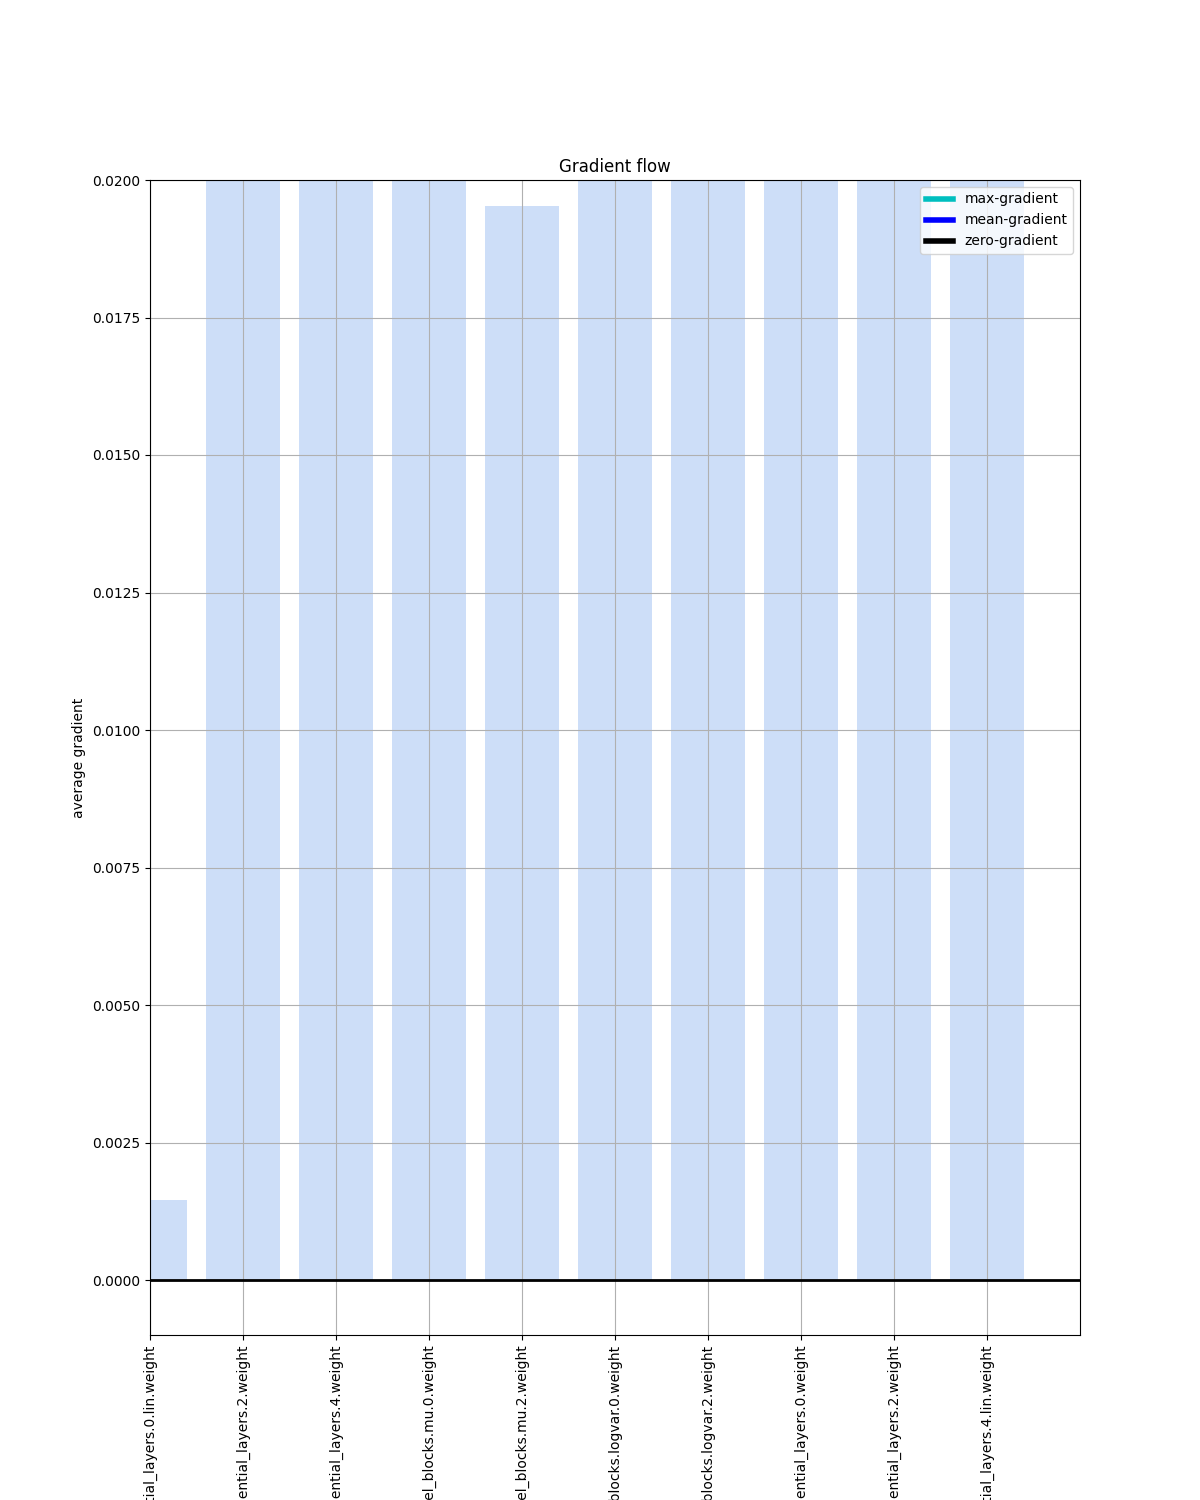 Gradient flow
max-gradient
mean-gradient
zero-gradient
0.0200
0.0175
0.0150
0.0125
0.0100
0.0075
0.0050
0.0025
0.0000
average gradient
tial_layers.0.lin.weight
ential_layers.2.weight
ential_layers.4.weight
el_blocks.mu.0.weight
el_blocks.mu.2.weight
blocks.logvar.0.weight
blocks.logvar.2.weight
ential_layers.0.weight
ential_layers.2.weight
tial_layers.4.lin.weight